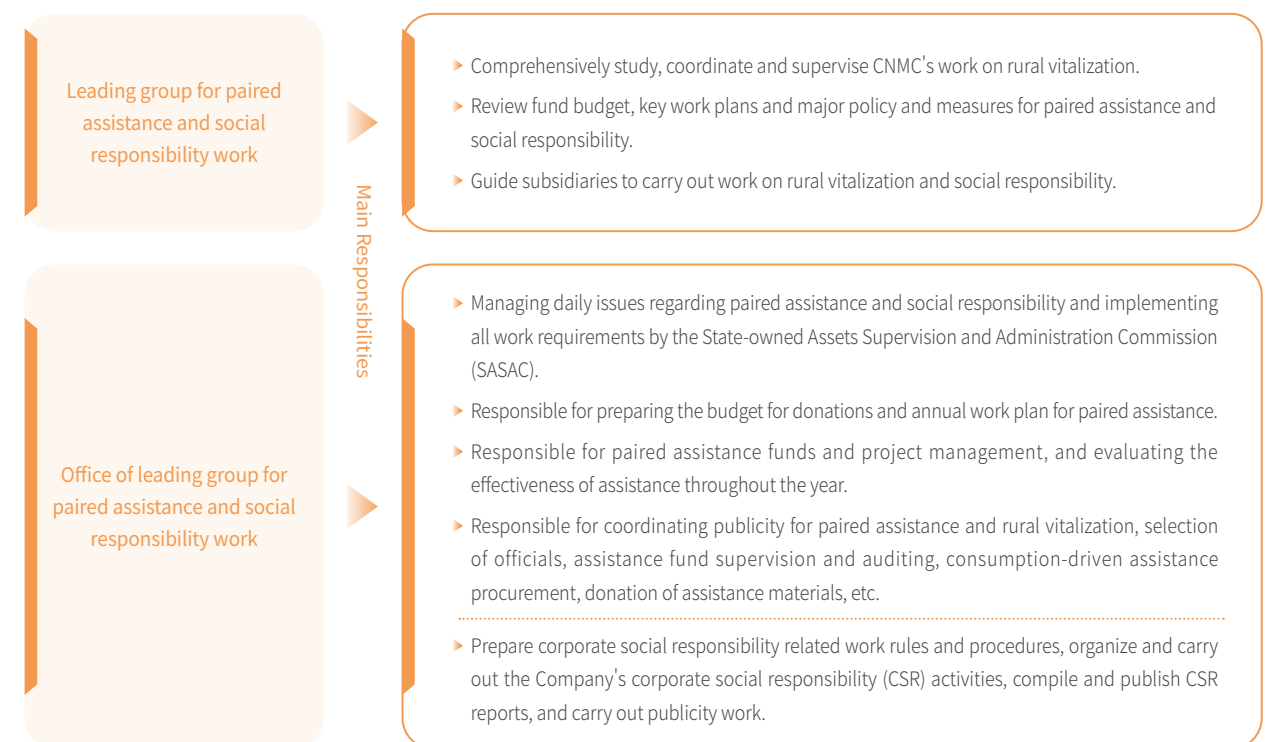 Leading group for paired
assistance and social
responsibility work
Main Responsibilities
▸ Comprehensively study, coordinate and supervise CNMC's work on rural vitalization.
▸ Review fund budget, key work plans and major policy and measures for paired assistance and
social responsibility.
▸ Guide subsidiaries to carry out work on rural vitalization and social responsibility.
Office of leading group for
paired assistance and social
responsibility work
▸ Managing daily issues regarding paired assistance and social responsibility and implementing
all work requirements by the State-owned Assets Supervision and Administration Commission
(SASAC).
▸ Responsible for preparing the budget for donations and annual work plan for paired assistance.
▸ Responsible for paired assistance funds and project management, and evaluating the
effectiveness of assistance throughout the year.
▸ Responsible for coordinating publicity for paired assistance and rural vitalization, selection
of officials, assistance fund supervision and auditing, consumption-driven assistance
procurement, donation of assistance materials, etc.
▸ Prepare corporate social responsibility related work rules and procedures, organize and carry
out the Company's corporate social responsibility (CSR) activities, compile and publish CSR
reports, and carry out publicity work.